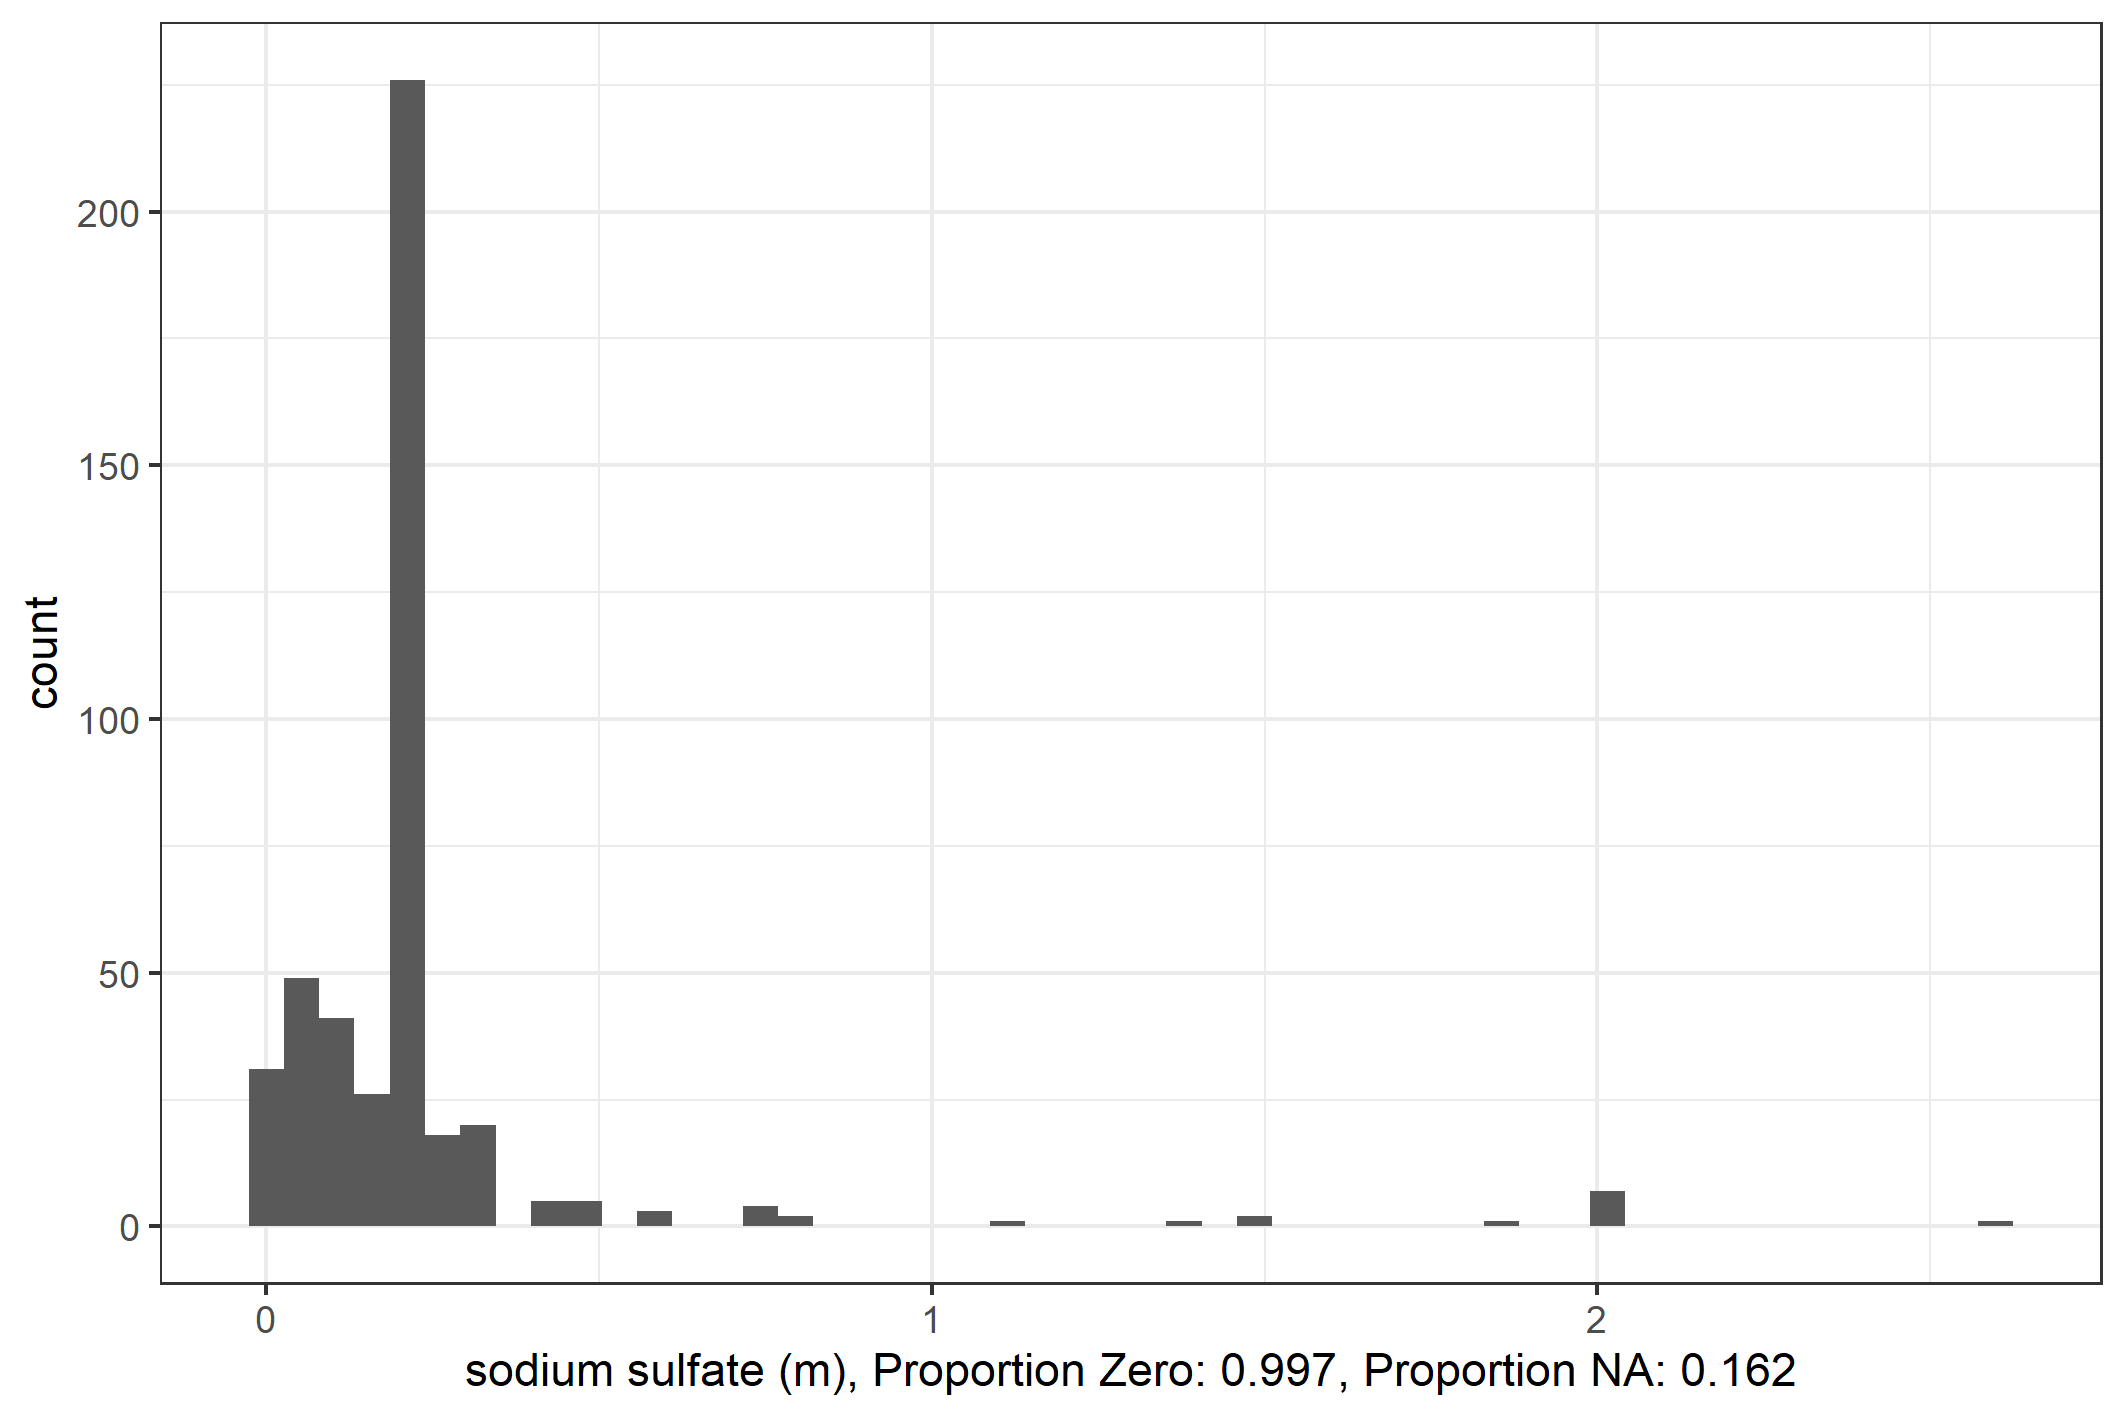 200
150
100
50
0
count
0 1 2
sodium sulfate (m), Proportion Zero: 0.997, Proportion NA: 0.162